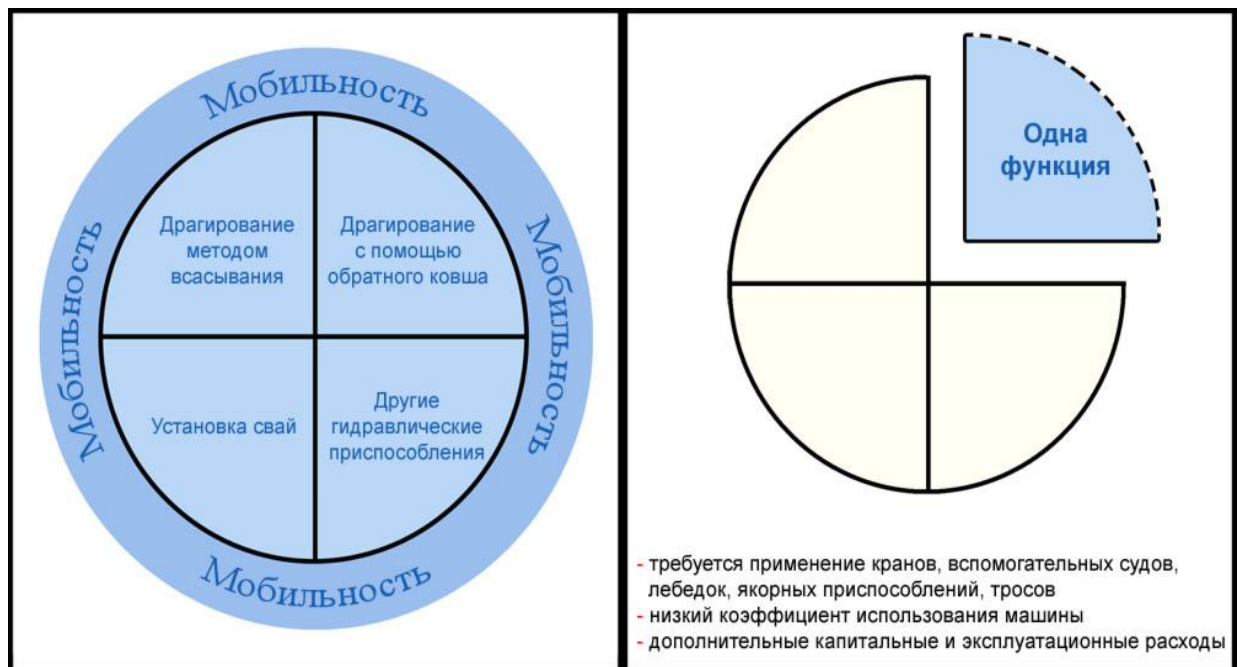 Мобильность
Мобильность
Мобильность
Мобильность
Драгирование
методом
всасывания
Драгирование
с помощью
обратного ковша
Установка свай
Другие
гидравлические
приспособления
Одна
функция
- требуется применение кранов, вспомогательных судов,
лебедок, якорных приспособлений, тросов
- низкий коэффициент использования машины
- дополнительные капитальные и эксплуатационные расходы